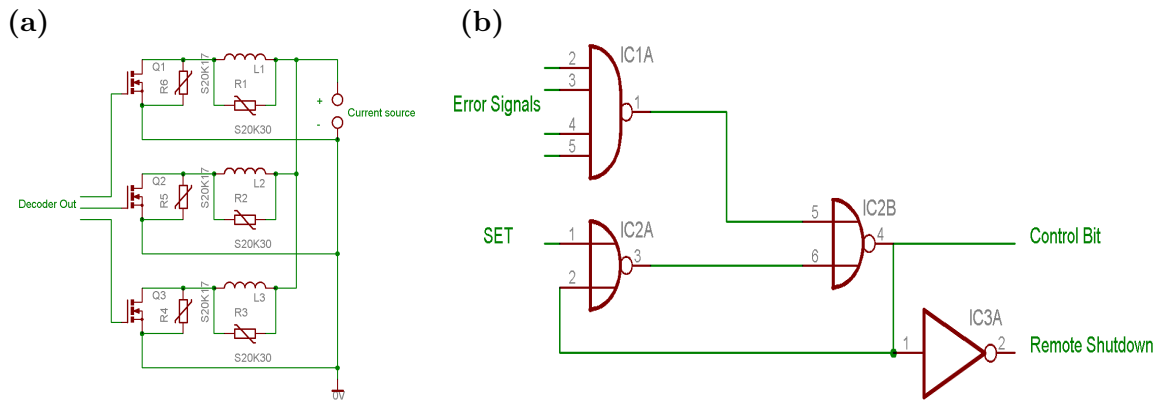 (a)
Q1
R6
S20K17
L1
R1
S20K30
+
-
Current source
Q2
R5
S20K17
L2
R2
S20K30
Decoder Out
Q3
R4
S20K17
L3
R3
S20K30
0V
(b)
IC1A
2
3
Error Signals
1
4
5
IC2B
5
4
6
Control Bit
SET
IC2A
1
3
2
IC3A
1
2
Remote Shutdown